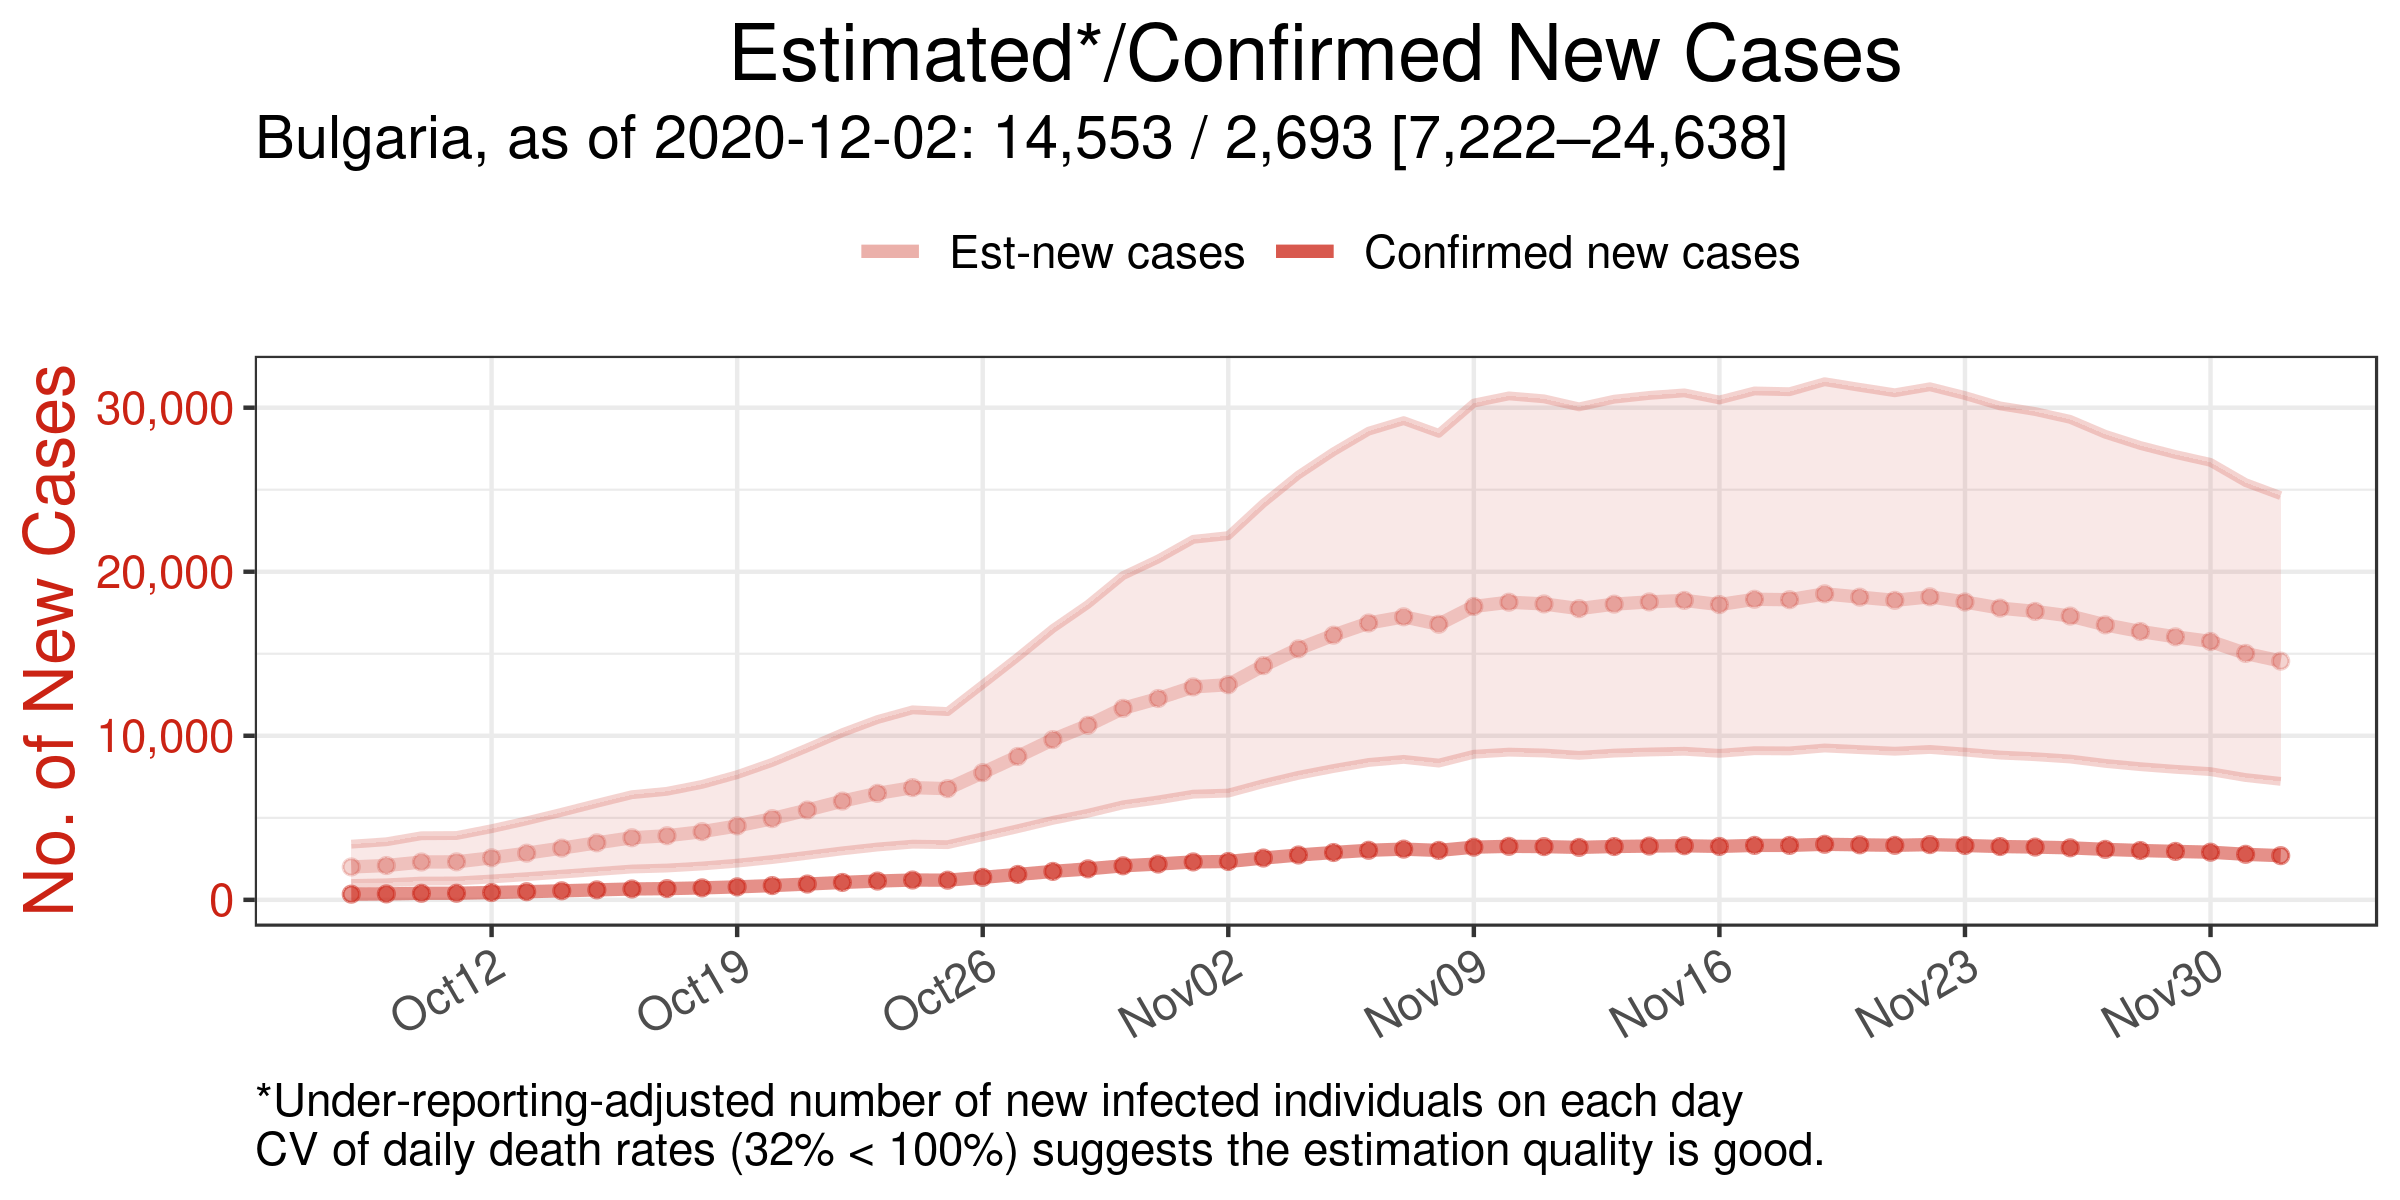 Estimated*/Confirmed New Cases
Bulgaria, as of 2020-12-02: 14,553 / 2,693 [7,222–24,638]
Est-new cases
Confirmed new cases
No. of New Cases
30,000
20,000
10,000
0
Oct12
Oct19
Oct26
Nov02
Nov09
Nov16
Nov23
Nov30
*Under-reporting-adjusted number of new infected individuals on each day
CV of daily death rates (32% < 100%) suggests the estimation quality is good.